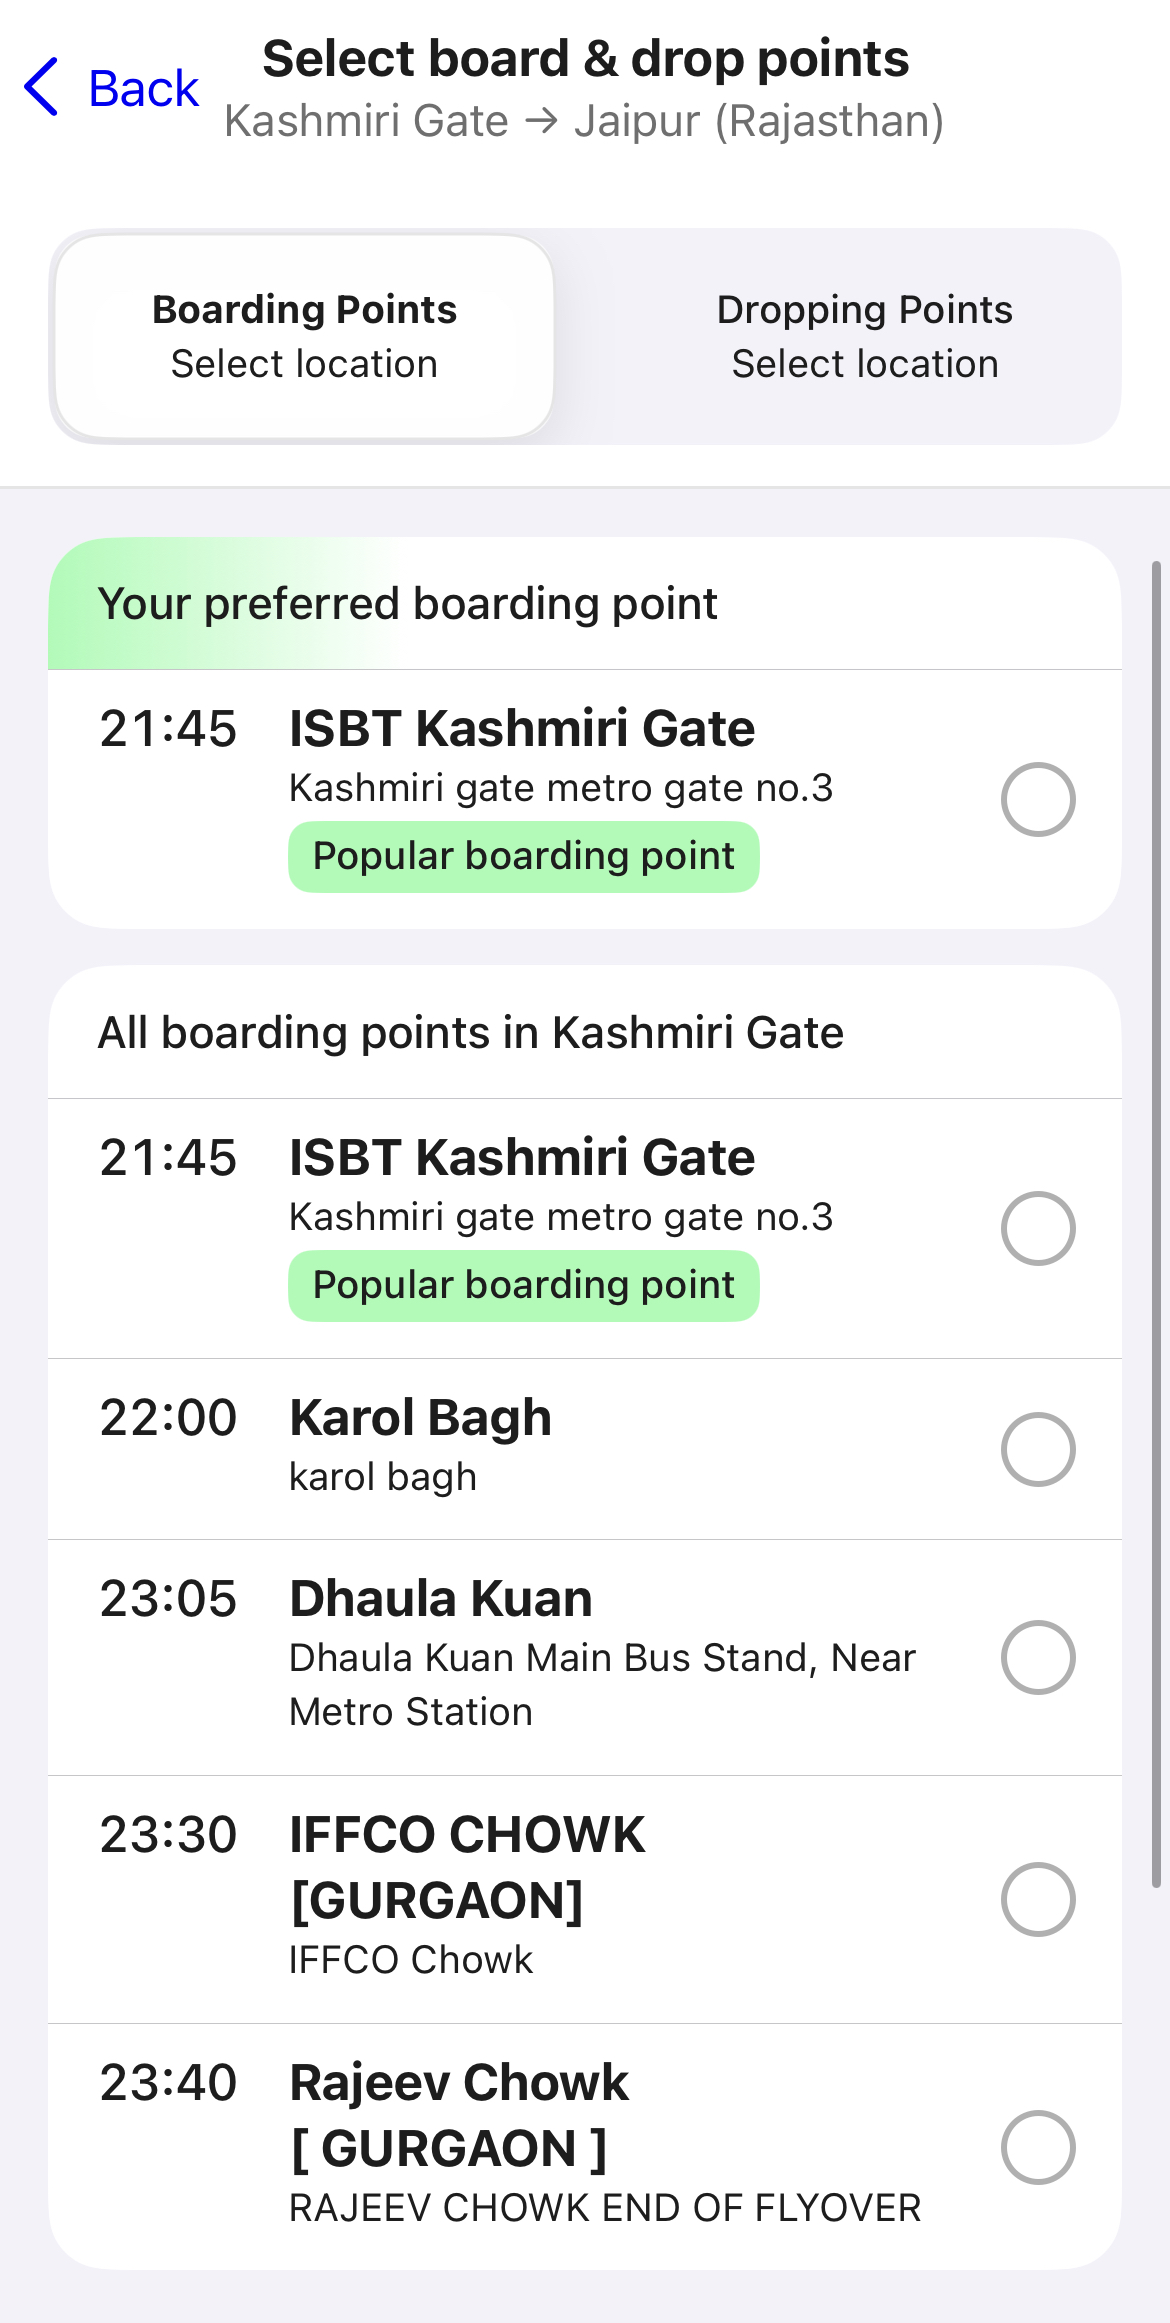 Select board & drop points
Back
Kashmiri Gate → Jaipur (Rajasthan)
Boarding Points
Select location
Dropping Points
Select location
Your preferred boarding point
21:45 ISBT Kashmiri Gate
Kashmiri gate metro gate no.3
Popular boarding point
All boarding points in Kashmiri Gate
21:45 ISBT Kashmiri Gate
Kashmiri gate metro gate no.3
Popular boarding point
22:00 Karol Bagh
karol bagh
23:05 Dhaula Kuan
Dhaula Kuan Main Bus Stand, Near
Metro Station
23:30 IFFCO CHOWK
[GURGAON]
IFFCO Chowk
23:40 Rajeev Chowk
[ GURGAON ]
RAJEEV CHOWK END OF FLYOVER